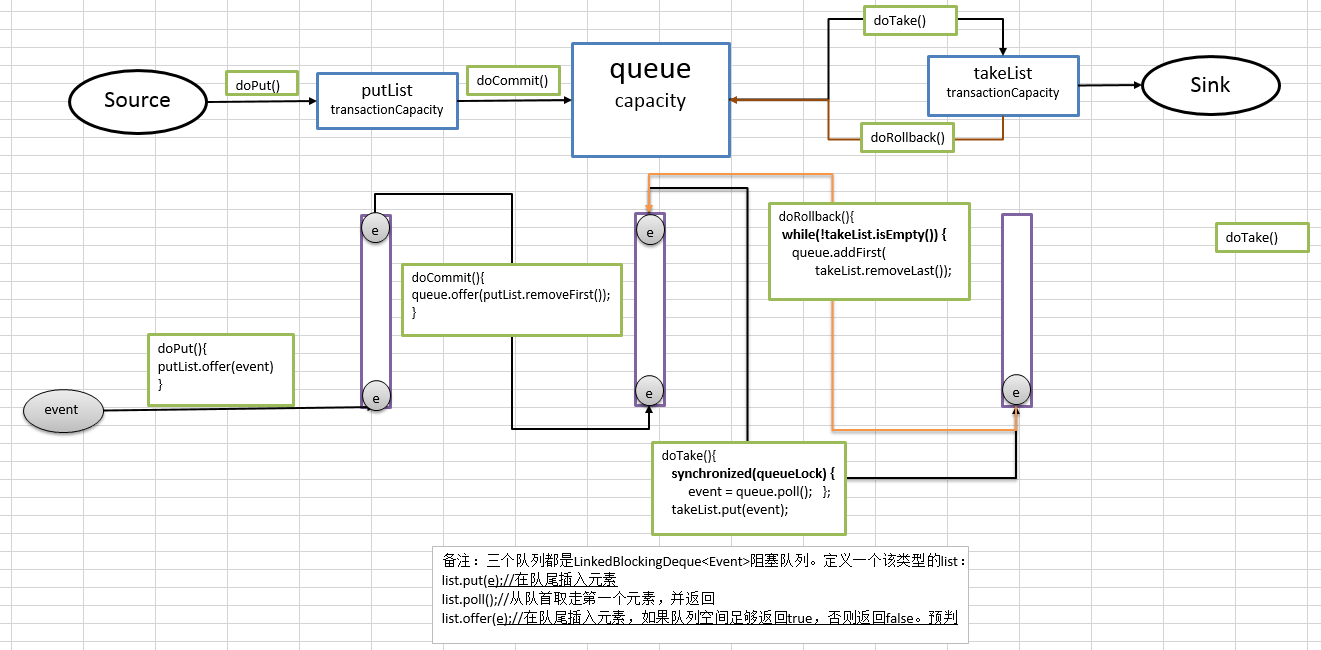 doTake()
Source
doPut()
putList
transactionCapacity
doCommit()
queue
capacity
takeList
transactionCapacity
Sink
doRollback()
e
e
doRollback(){
while(!takeList.isEmpty()) {
queue.addFirst(
takeList.removeLast());
doTake()
doCommit(){
queue.offer(putList.removeFirst());
}
doPut(){
putList.offer(event)
}
event
e
e
e
doTake(){
synchronized(queueLock) {
event = queue.poll(); };
takeList.put(event);
备注：三个队列都是LinkedBlockingDeque<Event>阻塞队列。定义一个该类型的list：
list.put(e);//在队尾插入元素
list.poll();//从队首取走第一个元素，并返回
list.offer(e);//在队尾插入元素，如果队列空间足够返回true，否则返回false。预判